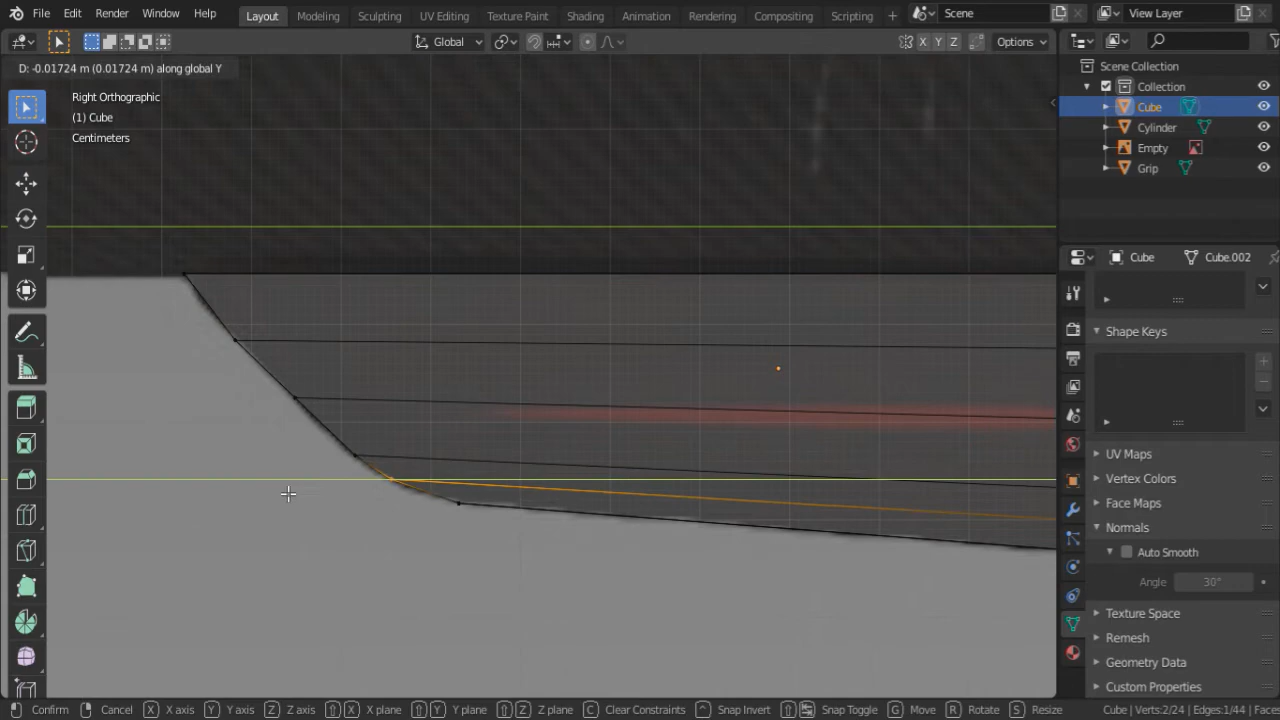 File Edit Render Window Help Layout Modeling Sculpting UV Editing Texture Paint Shading Animation Rendering Compositing Scripting + Scene View Layer
Global X Y Z Options
D: -0.01724 m (0.01724 m) along global Y
Right Orthographic
(1) Cube
Centimeters
Scene Collection
Collection
Cube
Cylinder
Empty
Grip
Cube Cube.002
Shape Keys
UV Maps
Vertex Colors
Face Maps
Normals
Auto Smooth
Angle 30°
Texture Space
Remesh
Geometry Data
Custom Properties
Confirm Cancel X X axis Y Y axis Z Z axis X X plane Y Y plane Z Z plane C Clear Constraints Snap Invert Snap Toggle G Move R Rotate S Resize Cube | Verts:2/24 | Edges:1/44 | Faces